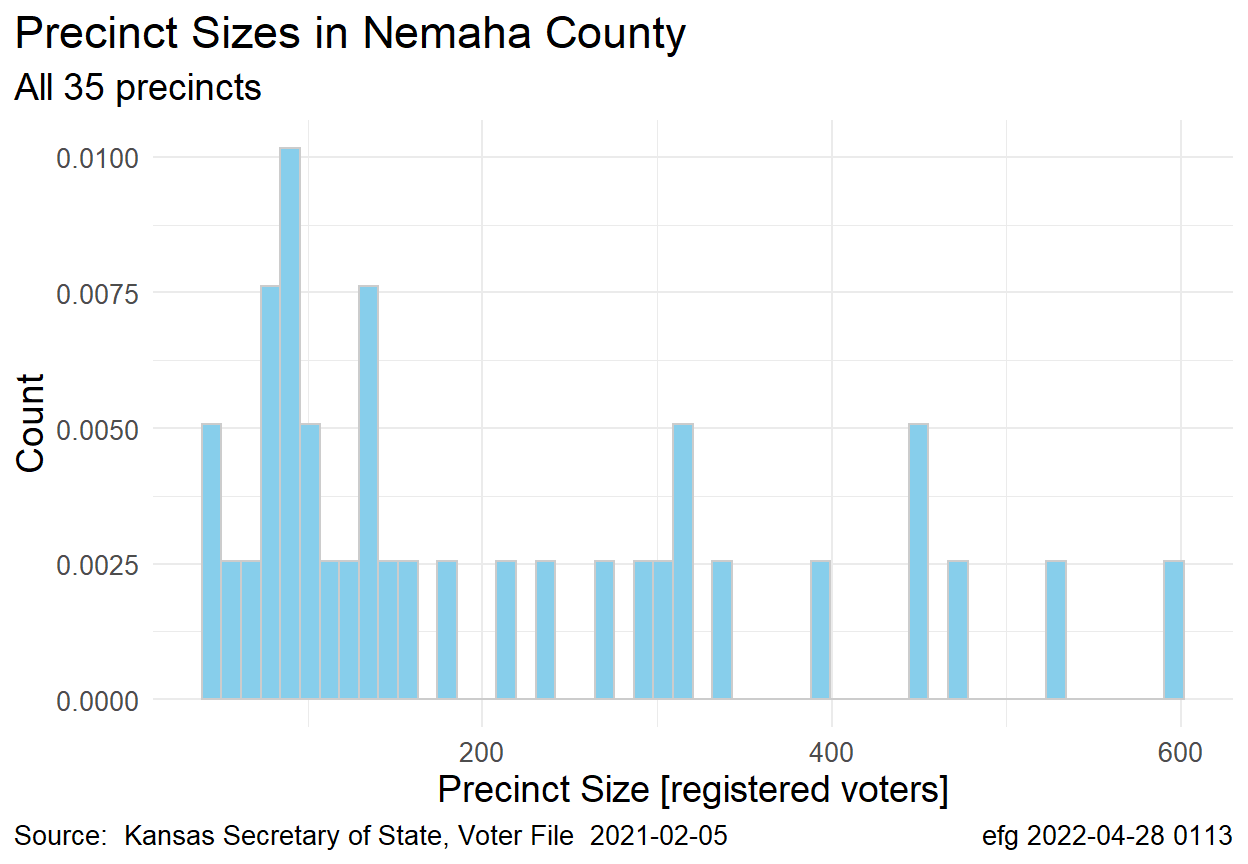 Precinct Sizes in Nemaha County
All 35 precincts
0.0100
0.0075
0.0050
0.0025
0.0000
Count
200 400 600
Precinct Size [registered voters]
Source:  Kansas Secretary of State, Voter File  2021-02-05
efg 2022-04-28 0113